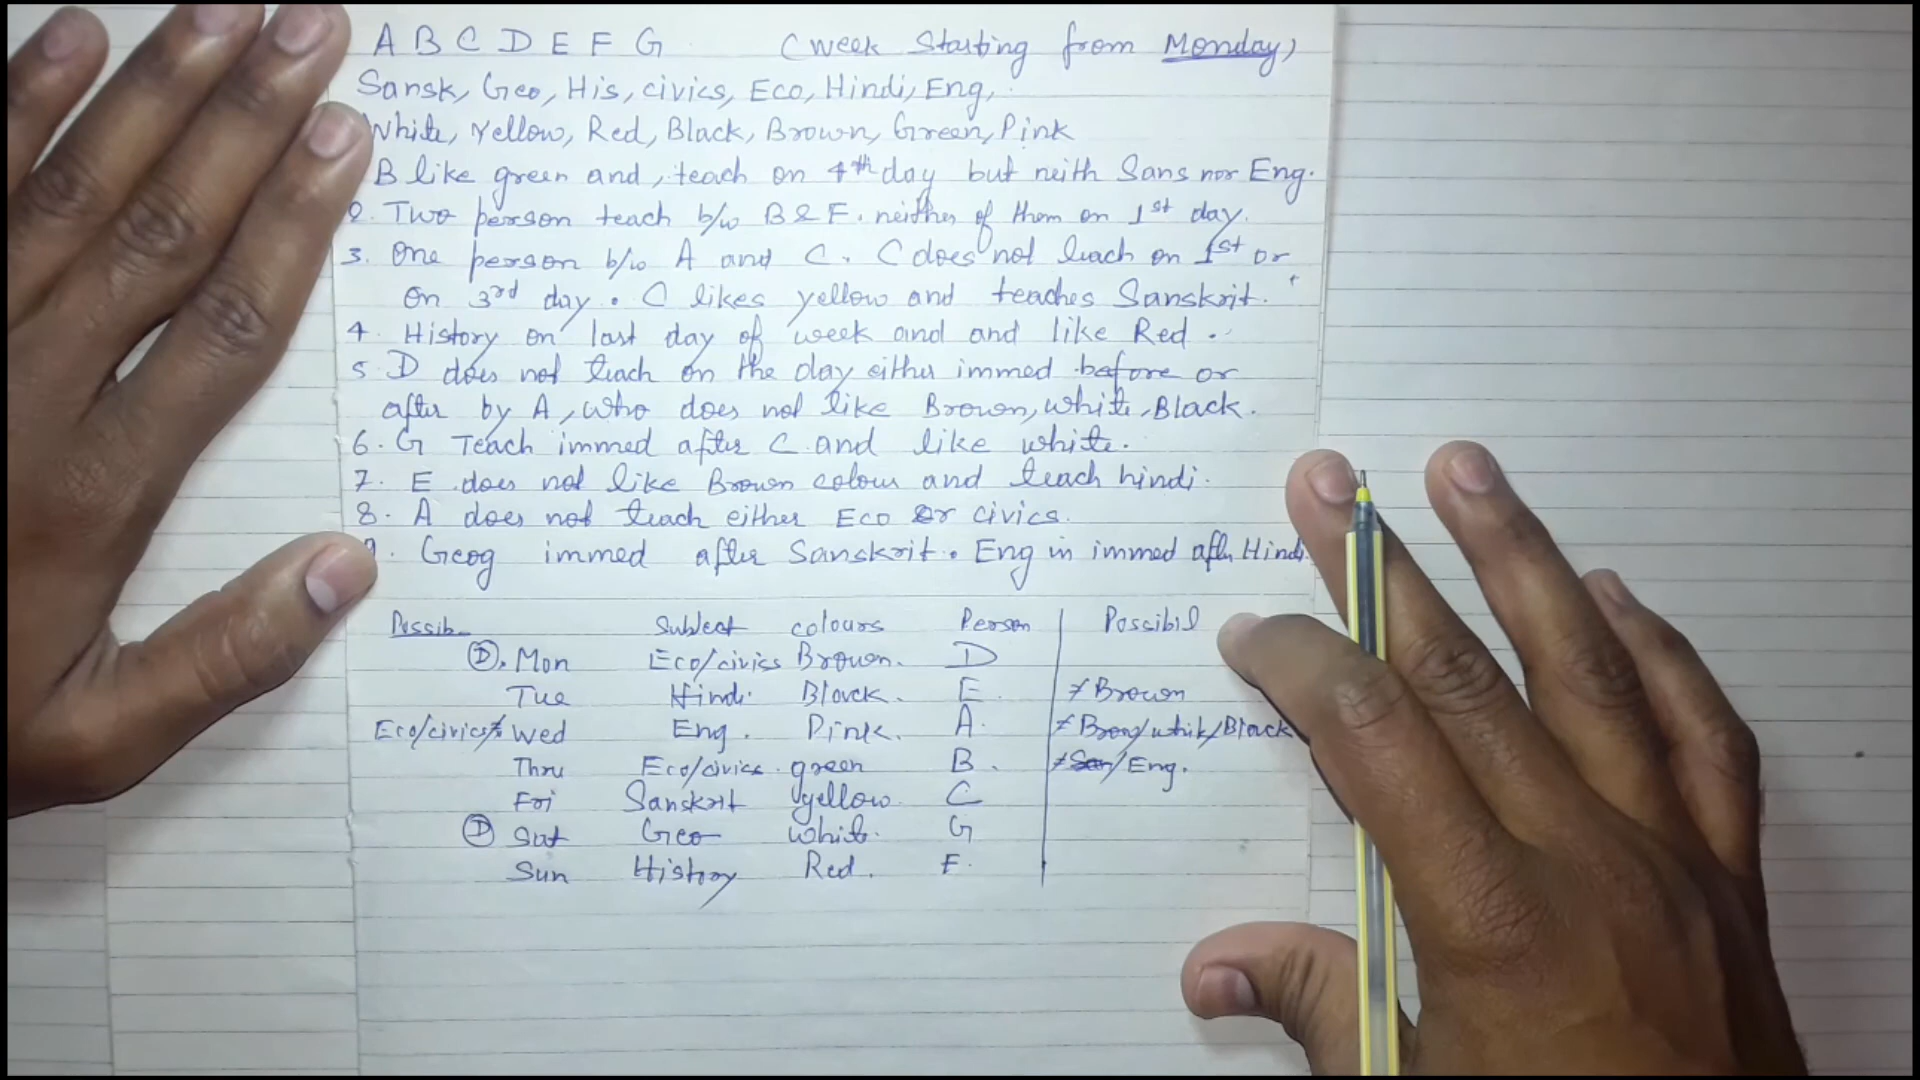 A B C D E F G (Week Starting from Monday)
Sansk, Geo, His, civics, Eco, Hindi, Eng,
White, Yellow, Red, Black, Brown, Green, Pink
B like green and, teach on 4th day but neith Sans nor Eng.
2. Two person teach b/w B & F. neither of them on 1st day.
3. One person b/w A and C. C does not teach on 1st or
on 3rd day. C likes yellow and teaches Sanskrit.
4. History on last day of week and and like Red.
5. D does not teach on the day either immed before or
after by A, who does not like Brown, white, Black.
6. G Teach immed after C and like white.
7. E does not like Brown colour and teach hindi.
8. A does not teach either Eco or civics.
9. Geog immed after Sanskrit. Eng in immed after Hindi.
Possib Subject colours Person Possibil
D. Mon Eco/civics Brown. D
Tue Hindi Black. E. ≠ Brown
Eco/civics≠ Wed Eng. Pink. A. ≠ Brown/whit/Black
Thru Eco/civics green B. ≠ San/Eng.
Fri Sanskrit yellow C
D Sat Geo white. G
Sun History Red. F.